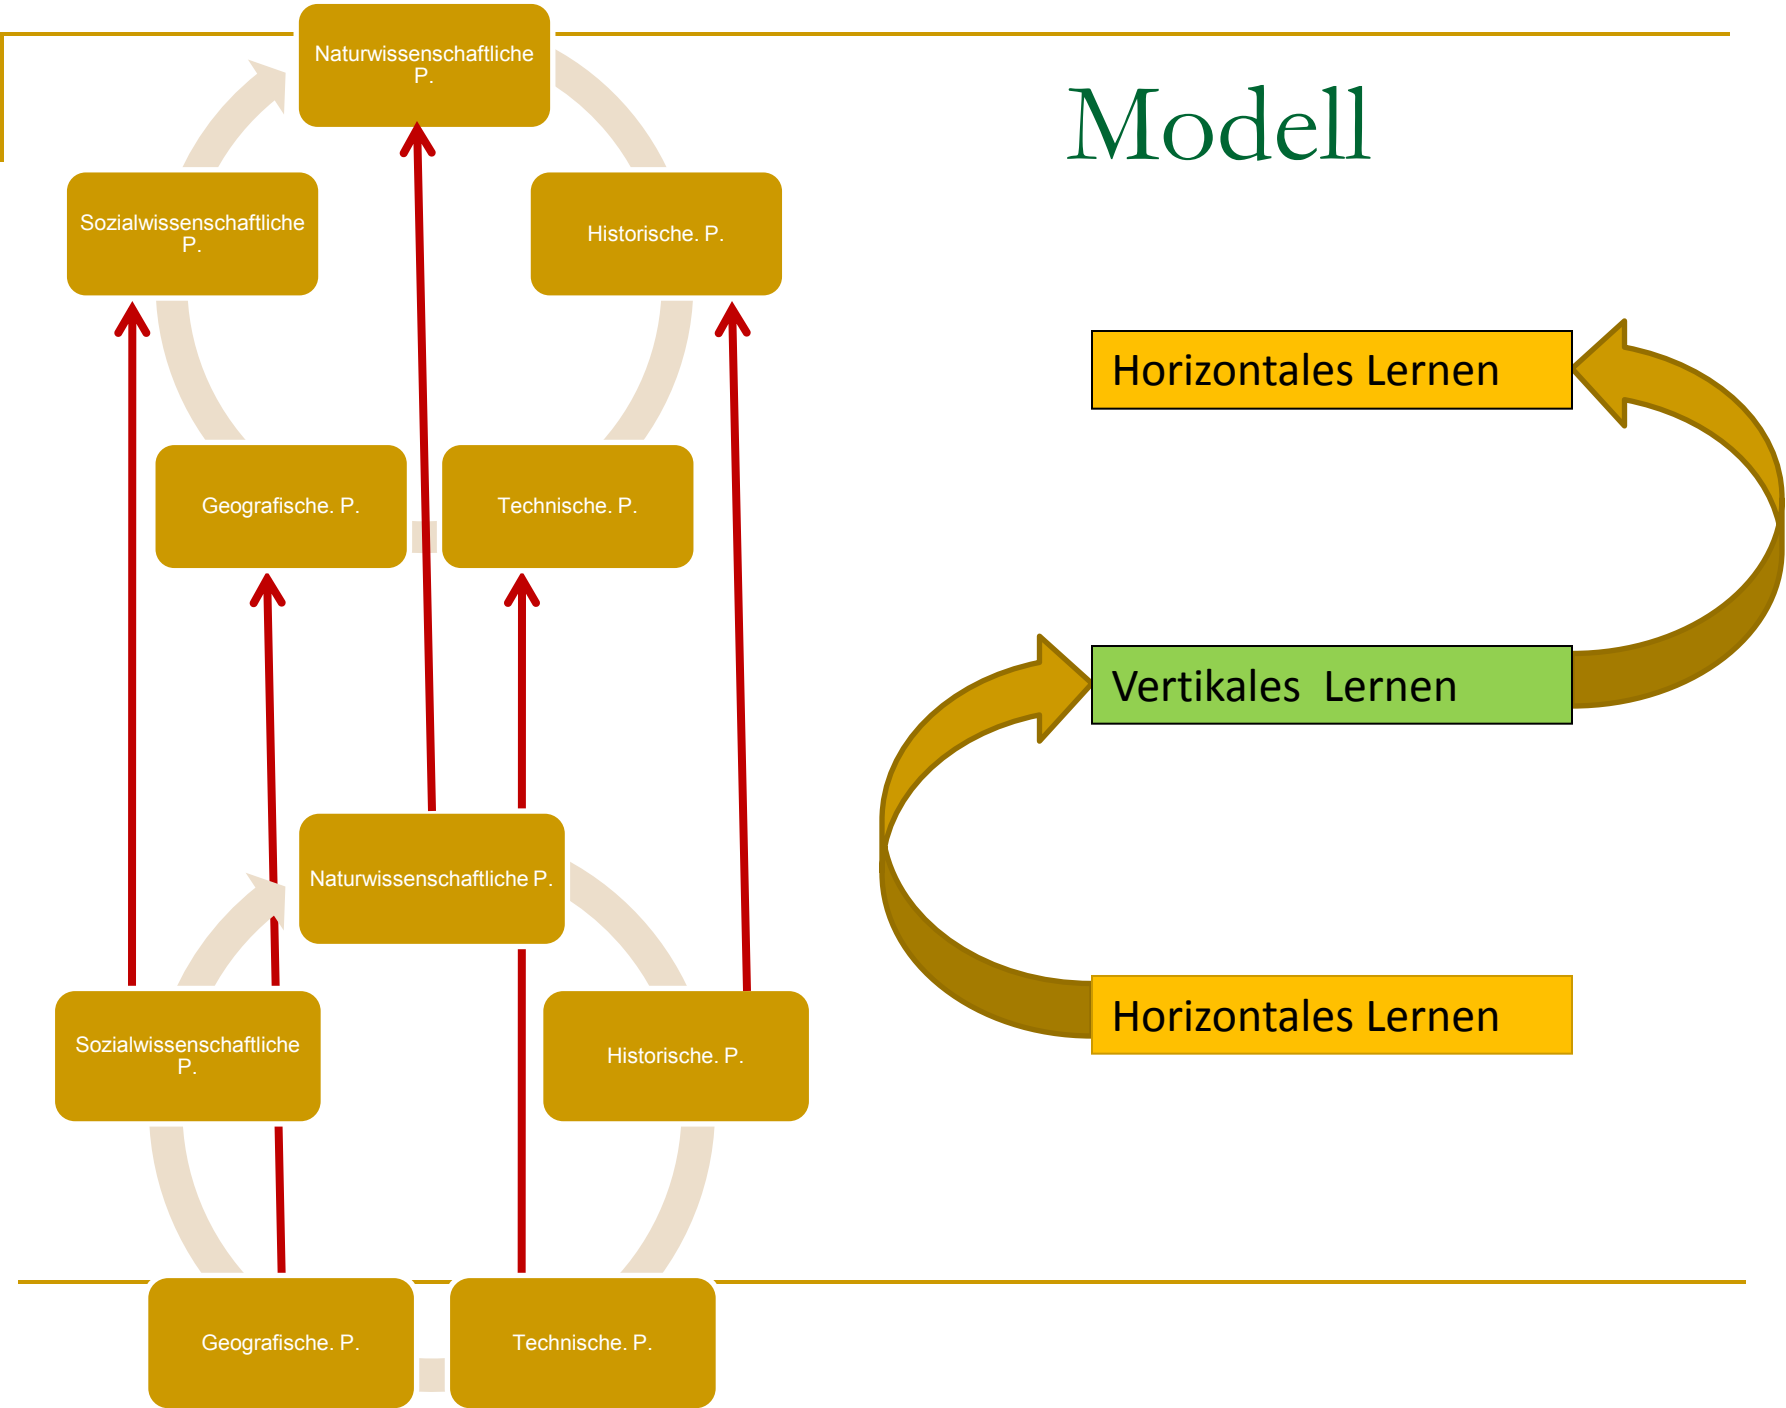 Modell
Naturwissenschaftliche
P.
Sozialwissenschaftliche
P.
Historische. P.
Geografische. P.
Technische. P.
Naturwissenschaftliche P.
Sozialwissenschaftliche
P.
Historische. P.
Geografische. P.
Technische. P.
Horizontales Lernen
Vertikales  Lernen
Horizontales Lernen